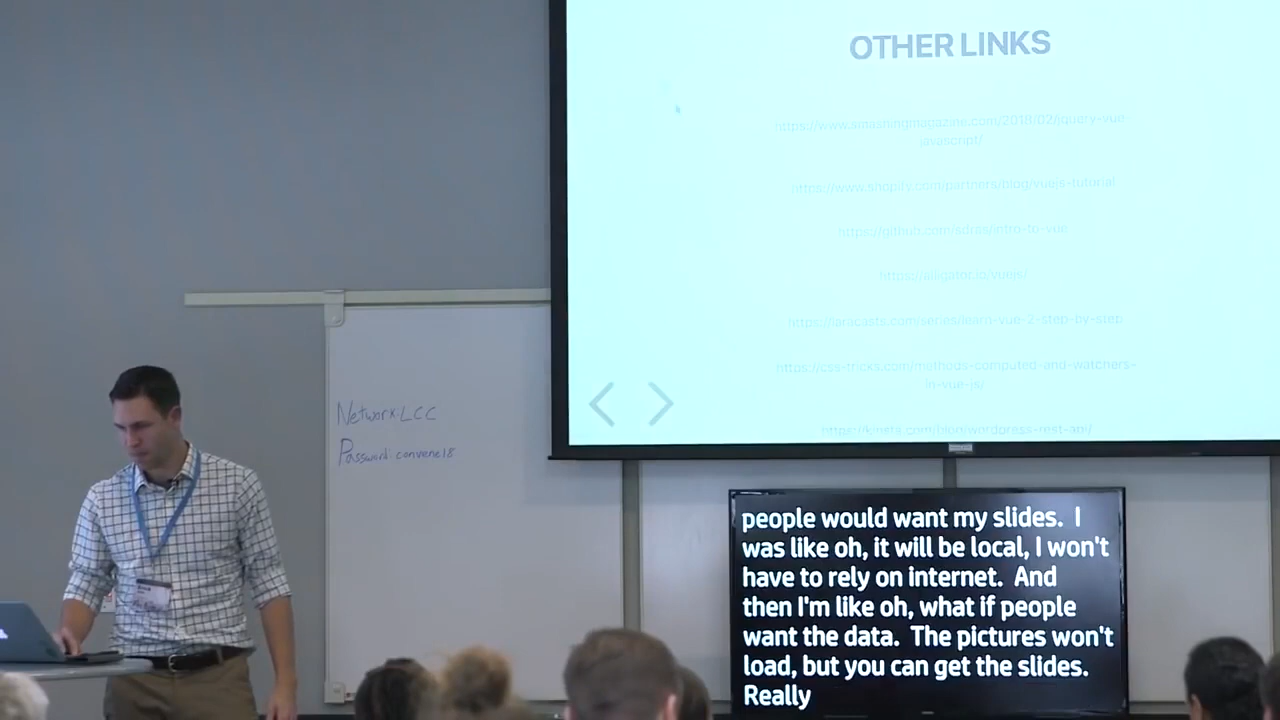 OTHER LINKS
https://www.smashingmagazine.com/2018/02/jquery-vue-
javascript/
https://www.shopify.com/partners/blog/vuejs-tutorial
https://github.com/sdras/intro-to-vue
https://alligator.io/vuejs/
https://laracasts.com/series/learn-vue-2-step-by-step
https://css-tricks.com/methods-computed-and-watchers-
in-vue-js/
https://kinsta.com/blog/wordpress-rest-api/
Network: LCC
Password: convene18
people would want my slides. I
was like oh, it will be local, I won't
have to rely on internet. And
then I'm like oh, what if people
want the data. The pictures won't
load, but you can get the slides.
Really